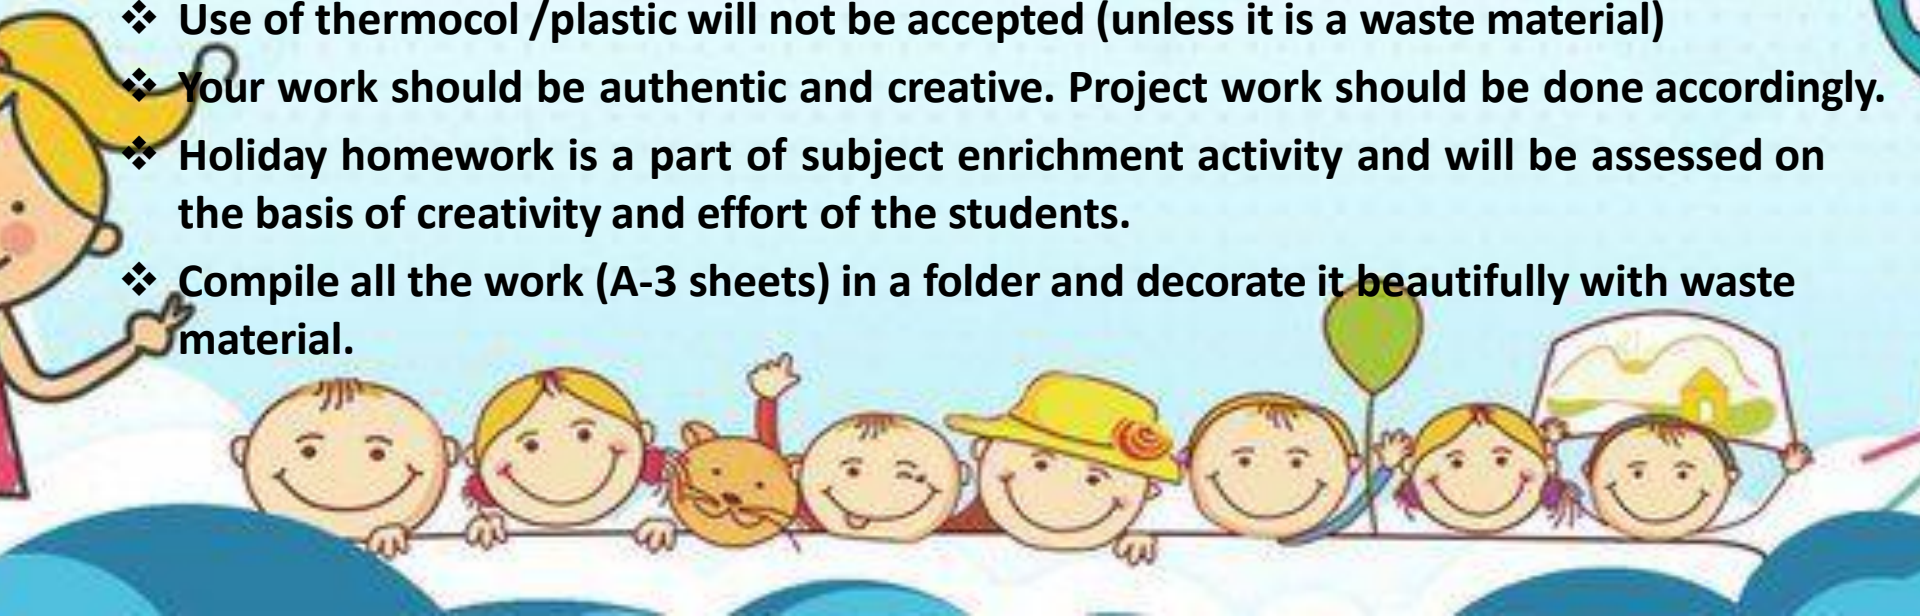 ❖ Use of thermocol /plastic will not be accepted (unless it is a waste material)
❖ Your work should be authentic and creative. Project work should be done accordingly.
❖ Holiday homework is a part of subject enrichment activity and will be assessed on
the basis of creativity and effort of the students.
❖ Compile all the work (A-3 sheets) in a folder and decorate it beautifully with waste
material.